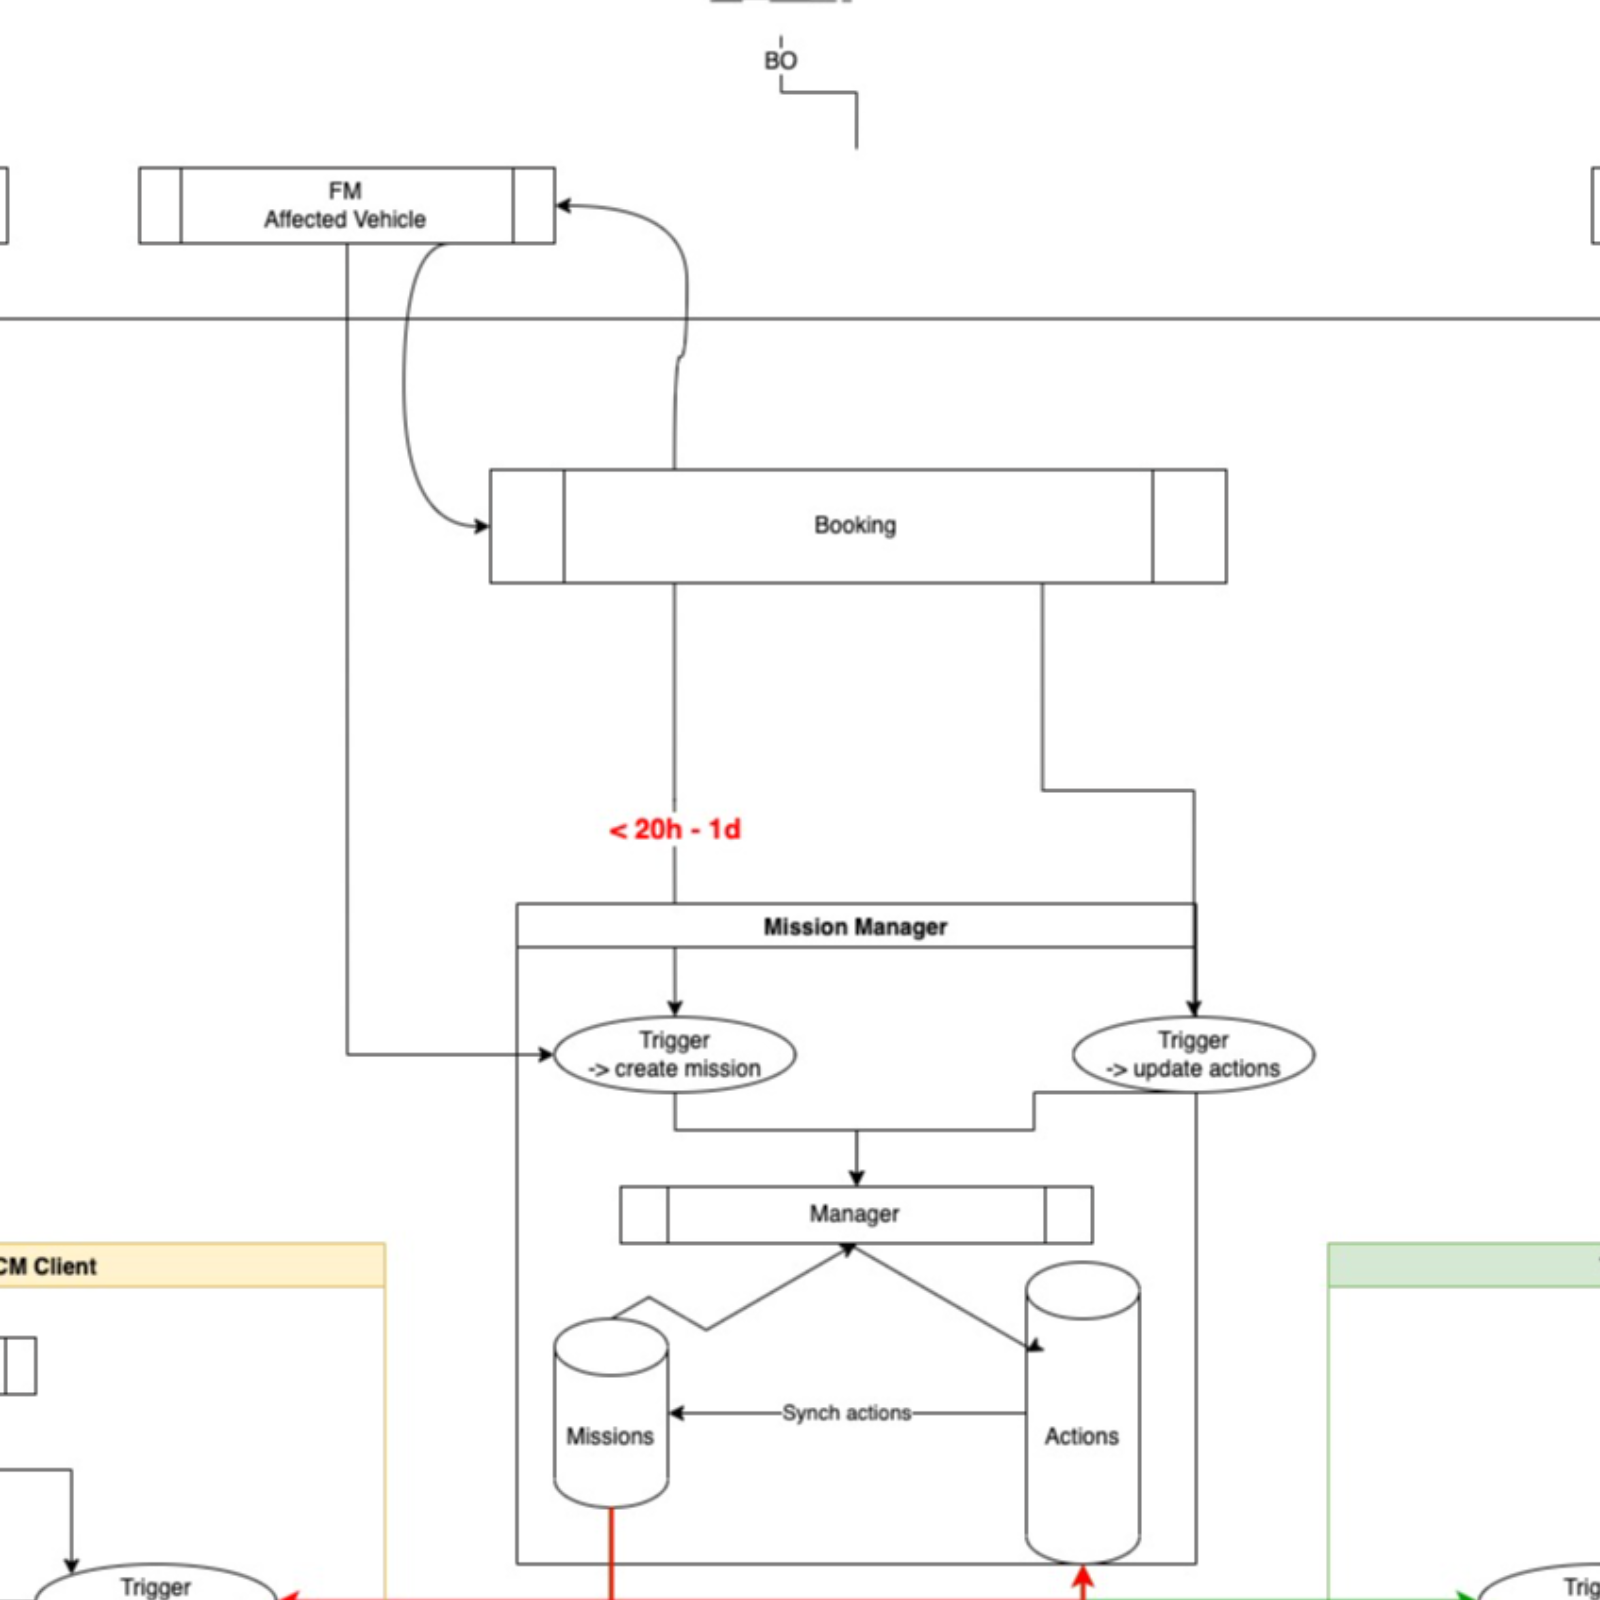 BO
FM
Affected Vehicle
Booking
< 20h - 1d
Mission Manager
Trigger
-> create mission
Trigger
-> update actions
Manager
CM Client
Synch actions
Missions
Actions
Trigger
Trig